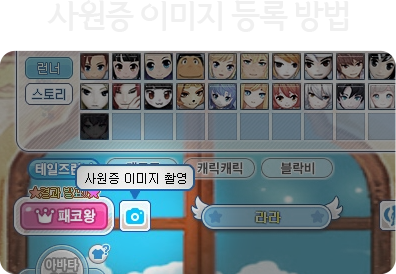 사원증 이미지 등록 방법
런너
스토리
테일즈런너
캐릭캐릭
블락비
사원증 이미지 촬영
패코왕
라라
아바타